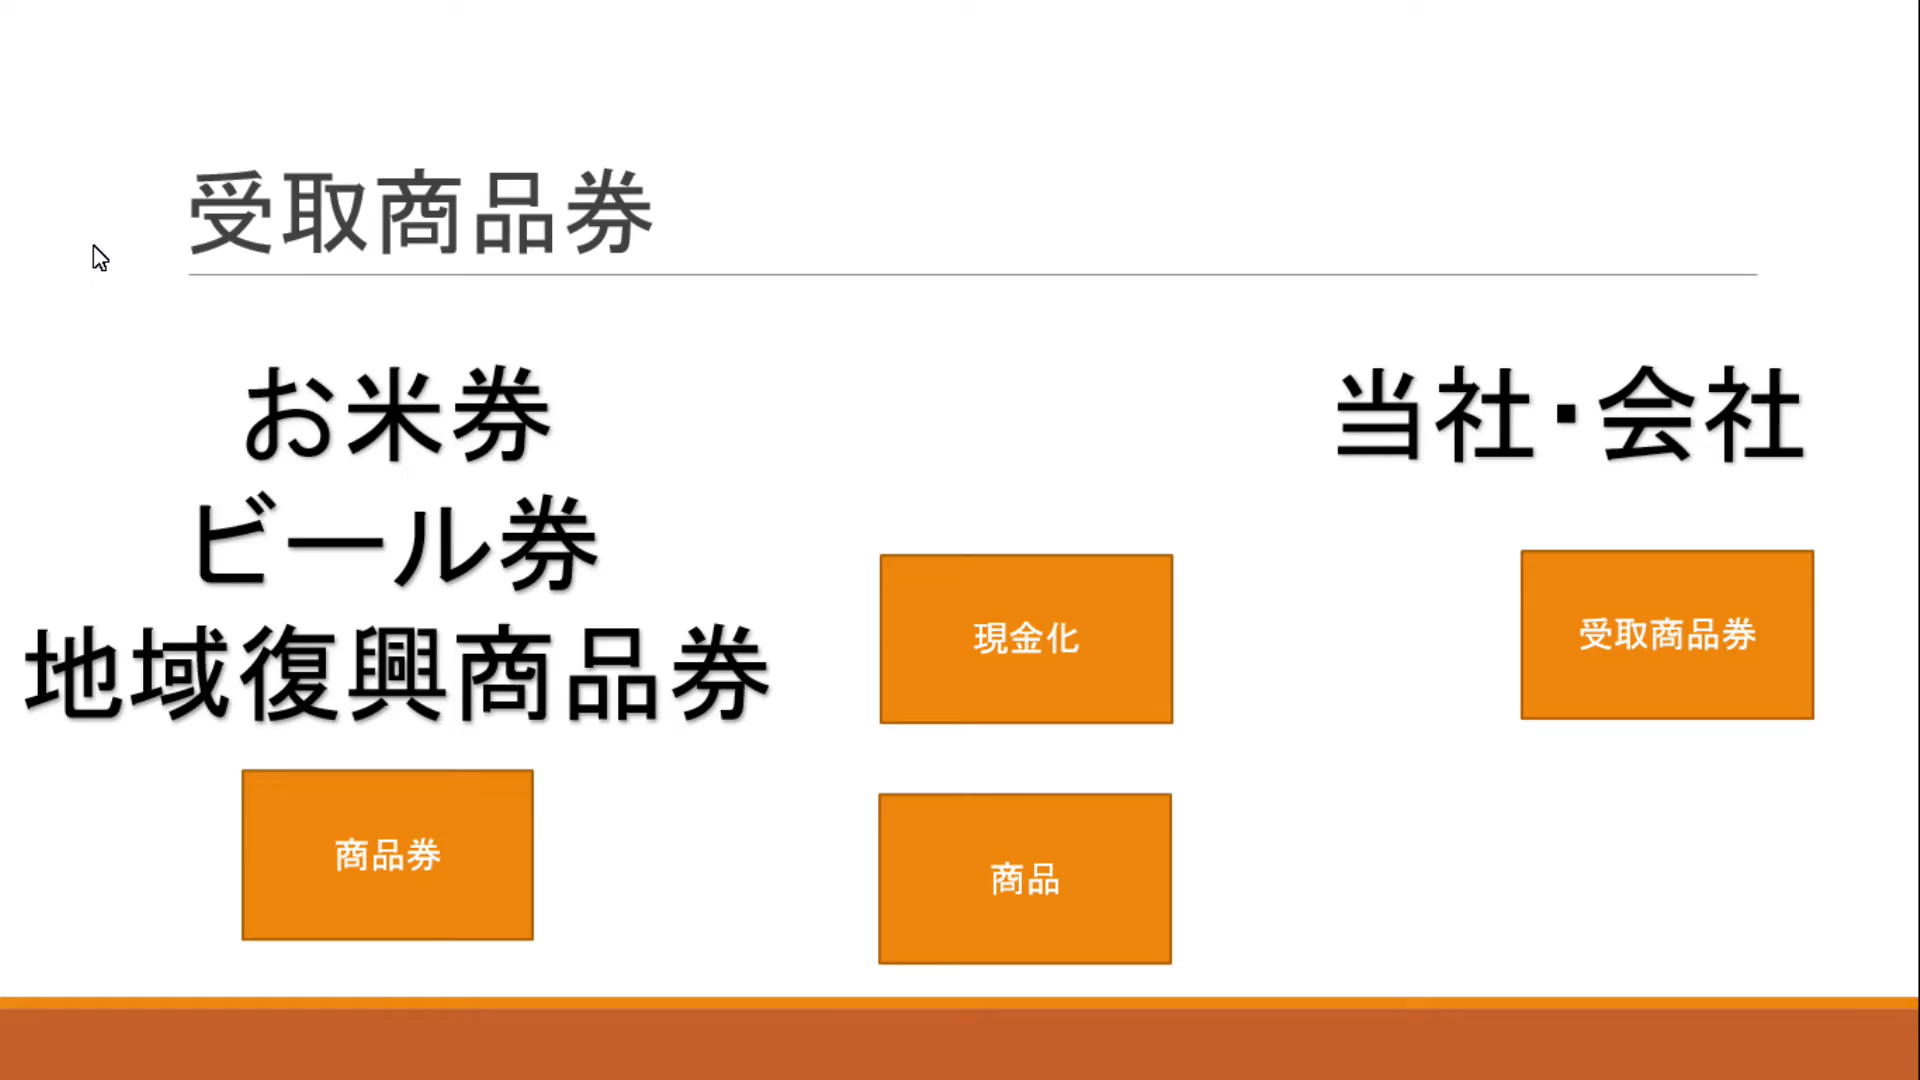 受取商品券
お米券
ビール券
地域復興商品券
商品券
現金化
商品
当社・会社
受取商品券